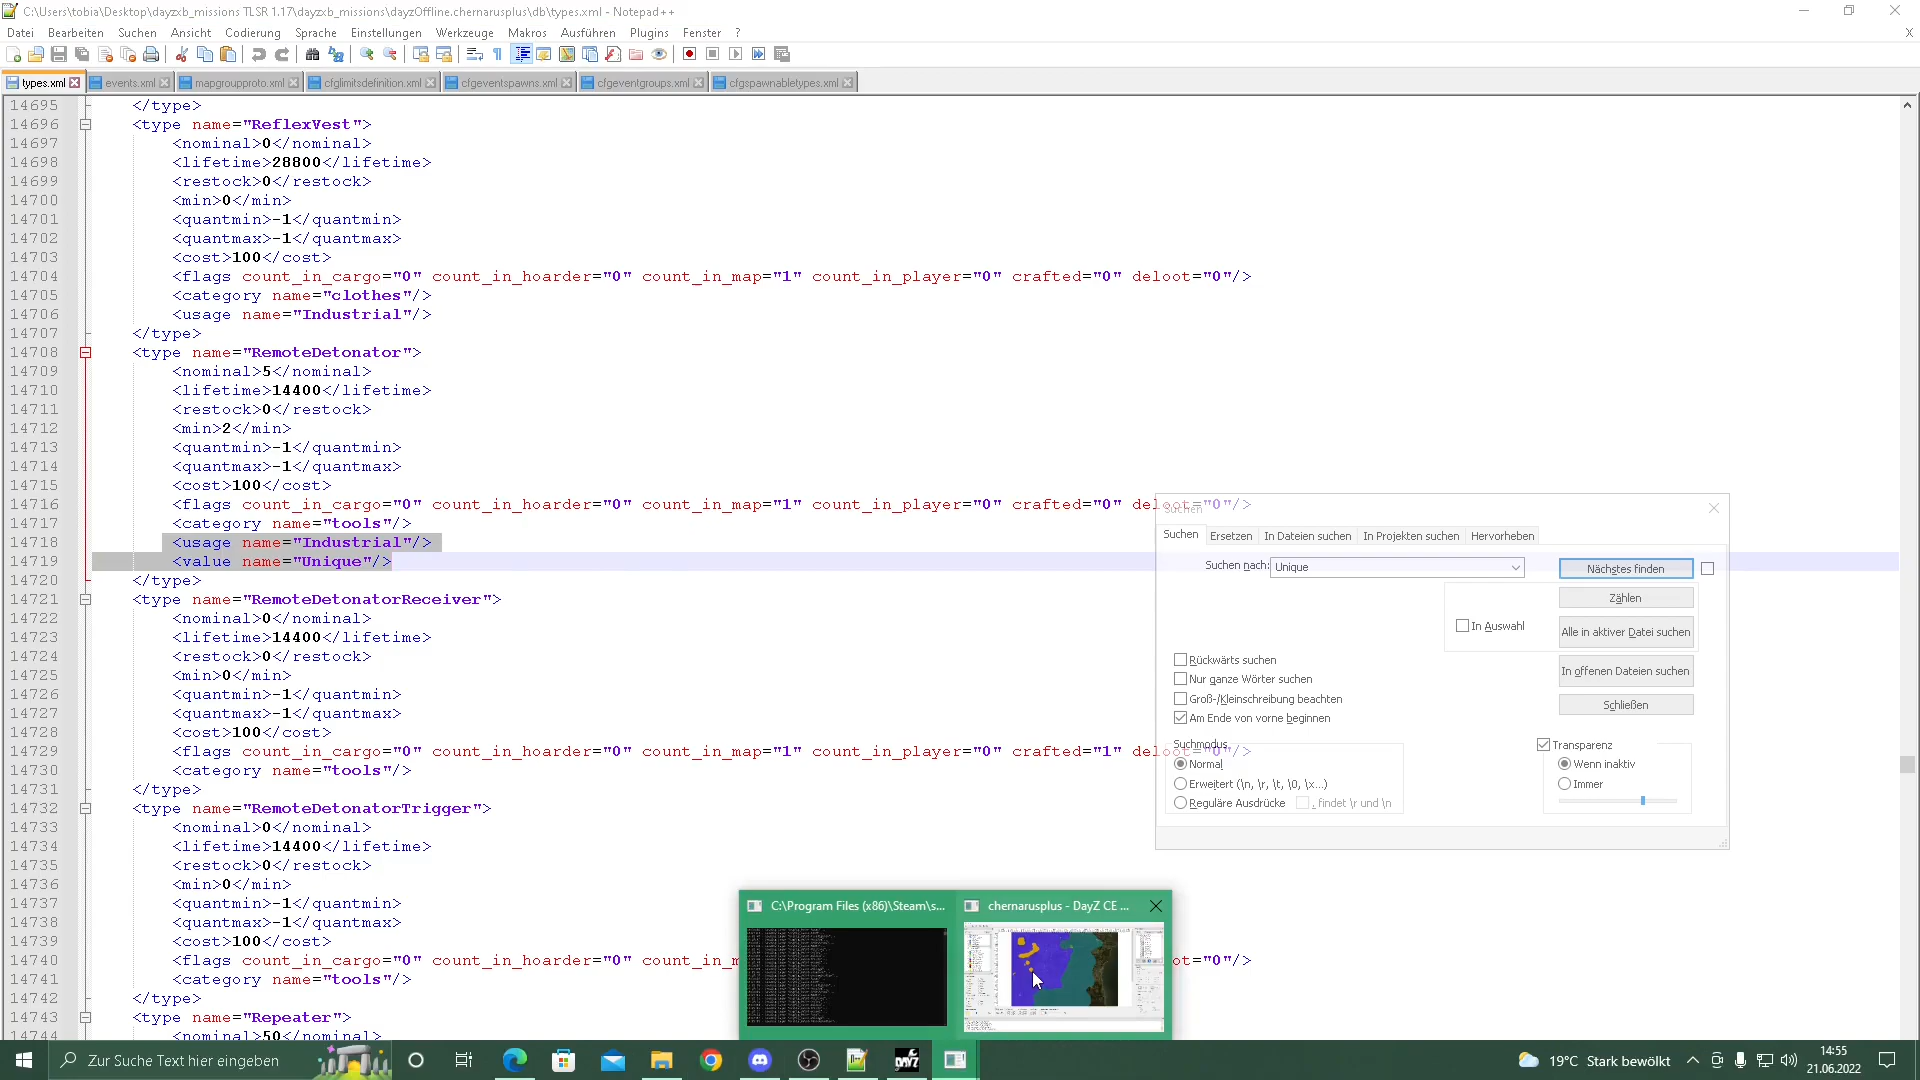 C:\Users\tobia\Desktop\dayzxb_missions TLSR 1.17\dayzxb_missions\dayzOffline.chernarusplus\db\types.xml - Notepad++
Datei Bearbeiten Suchen Ansicht Codierung Sprache Einstellungen Werkzeuge Makros Ausführen Plugins Fenster ? X
types.xml events.xml mapgroupproto.xml cfglimitsdefinition.xml cfgeventspawns.xml cfgeventgroups.xml cfgspawnabletypes.xml
14695 </type>
14696 <type name="ReflexVest">
14697 <nominal>0</nominal>
14698 <lifetime>28800</lifetime>
14699 <restock>0</restock>
14700 <min>0</min>
14701 <quantmin>-1</quantmin>
14702 <quantmax>-1</quantmax>
14703 <cost>100</cost>
14704 <flags count_in_cargo="0" count_in_hoarder="0" count_in_map="1" count_in_player="0" crafted="0" deloot="0"/>
14705 <category name="clothes"/>
14706 <usage name="Industrial"/>
14707 </type>
14708 <type name="RemoteDetonator">
14709 <nominal>5</nominal>
14710 <lifetime>14400</lifetime>
14711 <restock>0</restock>
14712 <min>2</min>
14713 <quantmin>-1</quantmin>
14714 <quantmax>-1</quantmax>
14715 <cost>100</cost>
14716 <flags count_in_cargo="0" count_in_hoarder="0" count_in_map="1" count_in_player="0" crafted="0" deloot="0"/>
14717 <category name="tools"/>
14718 <usage name="Industrial"/>
14719 <value name="Unique"/>
14720 </type>
14721 <type name="RemoteDetonatorReceiver">
14722 <nominal>0</nominal>
14723 <lifetime>14400</lifetime>
14724 <restock>0</restock>
14725 <min>0</min>
14726 <quantmin>-1</quantmin>
14727 <quantmax>-1</quantmax>
14728 <cost>100</cost>
14729 <flags count_in_cargo="0" count_in_hoarder="0" count_in_map="1" count_in_player="0" crafted="1" deloot="0"/>
14730 <category name="tools"/>
14731 </type>
14732 <type name="RemoteDetonatorTrigger">
14733 <nominal>0</nominal>
14734 <lifetime>14400</lifetime>
14735 <restock>0</restock>
14736 <min>0</min>
14737 <quantmin>-1</quantmin>
14738 <quantmax>-1</quantmax>
14739 <cost>100</cost>
14740 <flags count_in_cargo="0" count_in_hoarder="0" count_in_m ot="0"/>
14741 <category name="tools"/>
14742 </type>
14743 <type name="Repeater">
14744 <nominal>50</nominal>
Suchen
Suchen Ersetzen In Dateien suchen In Projekten suchen Hervorheben
Suchen nach: Unique Nächstes finden
Zählen
In Auswahl
Alle in aktiver Datei suchen
Rückwärts suchen
In offenen Dateien suchen
Nur ganze Wörter suchen
Groß-/Kleinschreibung beachten
Schließen
Am Ende von vorne beginnen
Suchmodus
Transparenz
Normal
Wenn inaktiv
Erweitert (\n, \r, \t, \0, \x...)
Immer
Reguläre Ausdrücke . findet \r und \n
C:\Program Files (x86)\Steam\s... chernarusplus - DayZ CE ...
Zur Suche Text hier eingeben
DAYZ
19°C Stark bewölkt
14:55
21.06.2022